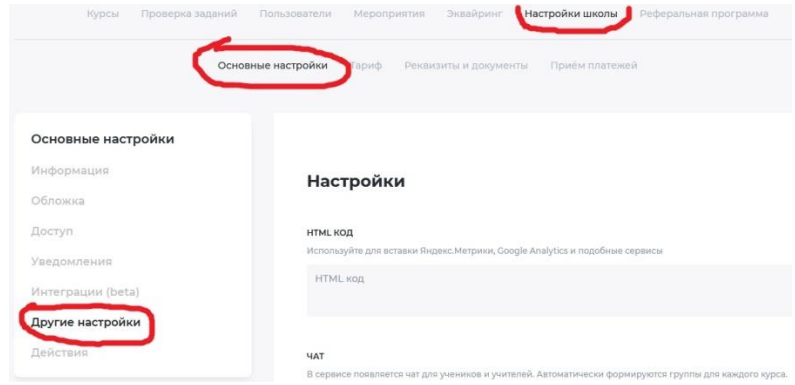 Курсы Проверка заданий Пользователи Мероприятия Эквайринг Настройки школы Реферальная программа
Основные настройки Тариф Реквизиты и документы Приём платежей
Основные настройки
Информация
Обложка
Доступ
Уведомления
Интеграции (beta)
Другие настройки
Действия
Настройки
HTML КОД
Используйте для вставки Яндекс.Метрики, Google Analytics и подобные сервисы
HTML код
ЧАТ
В сервисе появляется чат для учеников и учителей. Автоматически формируются группы для каждого курса.